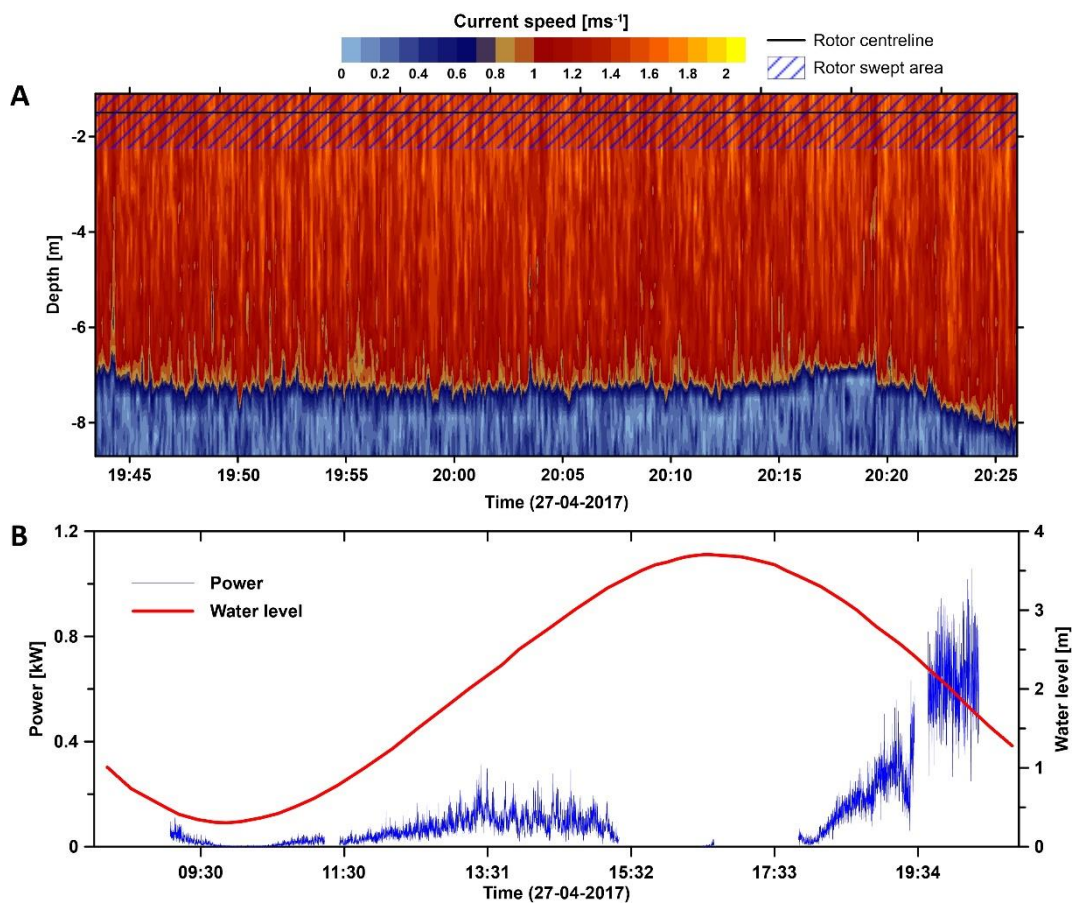 Current speed [ms-1]
0 0.2 0.4 0.6 0.8 1 1.2 1.4 1.6 1.8 2
Rotor centreline
Rotor swept area
A
Depth [m]
-2
-4
-6
-8
19:45 19:50 19:55 20:00 20:05 20:10 20:15 20:20 20:25
Time (27-04-2017)
B
Power [kW]
1.2
0.8
0.4
0
Power
Water level
4
3
2
1
0
Water level [m]
09:30 11:30 13:31 15:32 17:33 19:34
Time (27-04-2017)